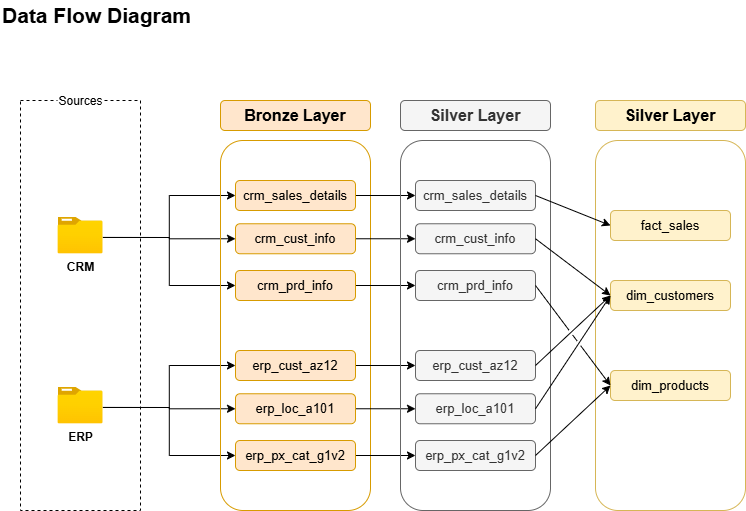 Data Flow Diagram
Sources
Bronze Layer
Silver Layer
Silver Layer
crm_sales_details
crm_sales_details
fact_sales
CRM
crm_cust_info
crm_cust_info
crm_prd_info
crm_prd_info
dim_customers
ERP
erp_cust_az12
erp_cust_az12
dim_products
erp_loc_a101
erp_loc_a101
erp_px_cat_g1v2
erp_px_cat_g1v2